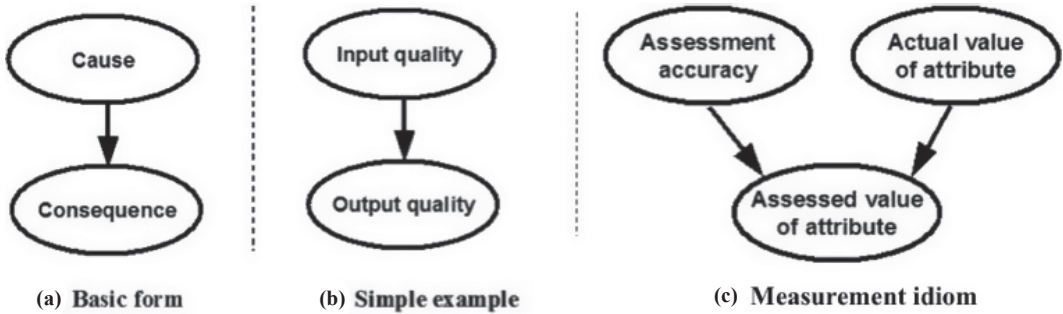 Cause
Consequence
(a) Basic form
Input quality
Output quality
(b) Simple example
Assessment
accuracy
Actual value
of attribute
Assessed value
of attribute
(c) Measurement idiom